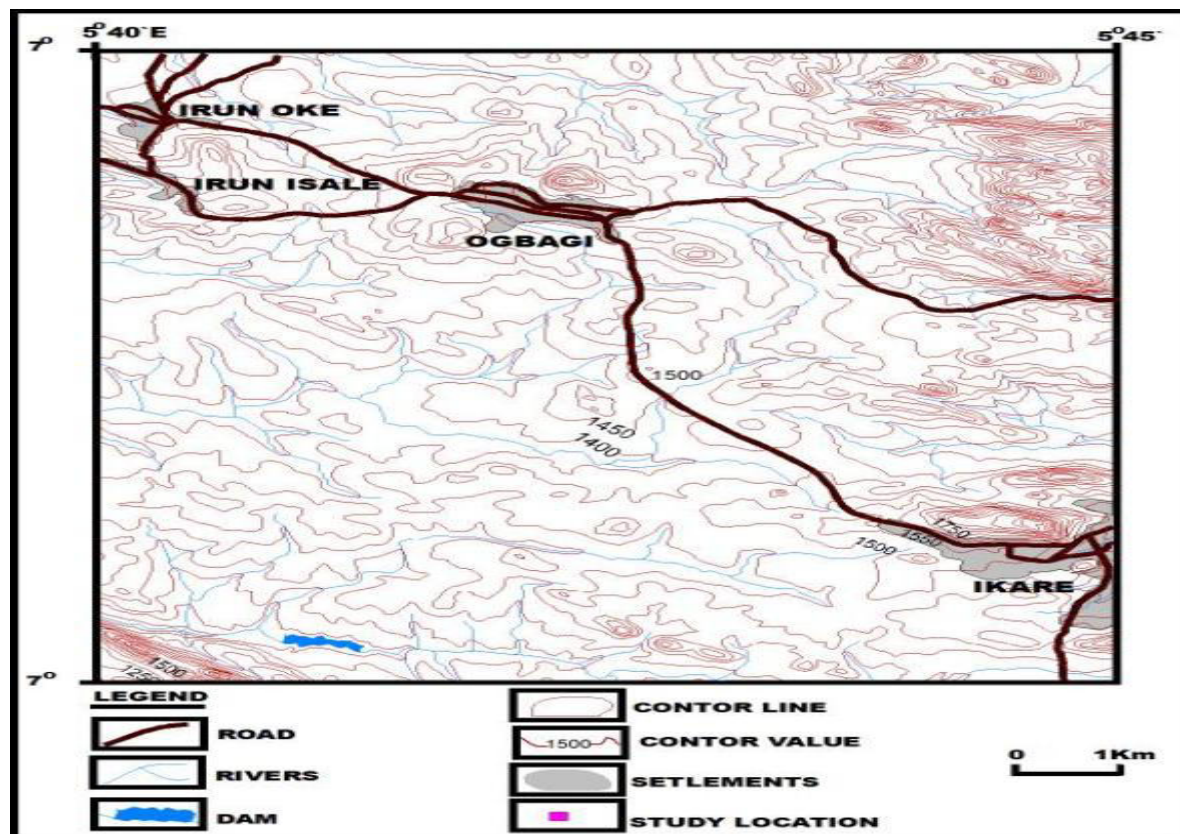 5°40`E
5°45`
7°
IRUN OKE
IRUN ISALE
OGBAGI
1500
1450
1400
1750
1550
1500
IKARE
1500
7°
LEGEND
ROAD
RIVERS
DAM
CONTOR LINE
1500
CONTOR VALUE
SETLEMENTS
STUDY LOCATION
0 1Km